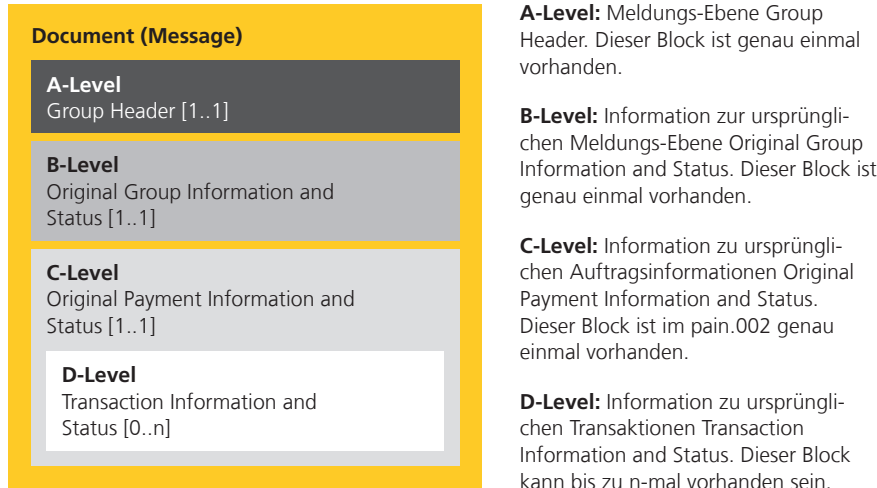 Document (Message)
A-Level
Group Header [1..1]
B-Level
Original Group Information and
Status [1..1]
C-Level
Original Payment Information and
Status [1..1]
D-Level
Transaction Information and
Status [0..n]
A-Level: Meldungs-Ebene Group
Header. Dieser Block ist genau einmal
vorhanden.
B-Level: Information zur ursprüngli-
chen Meldungs-Ebene Original Group
Information and Status. Dieser Block ist
genau einmal vorhanden.
C-Level: Information zu ursprüngli-
chen Auftragsinformationen Original
Payment Information and Status.
Dieser Block ist im pain.002 genau
einmal vorhanden.
D-Level: Information zu ursprüngli-
chen Transaktionen Transaction
Information and Status. Dieser Block
kann bis zu n-mal vorhanden sein.